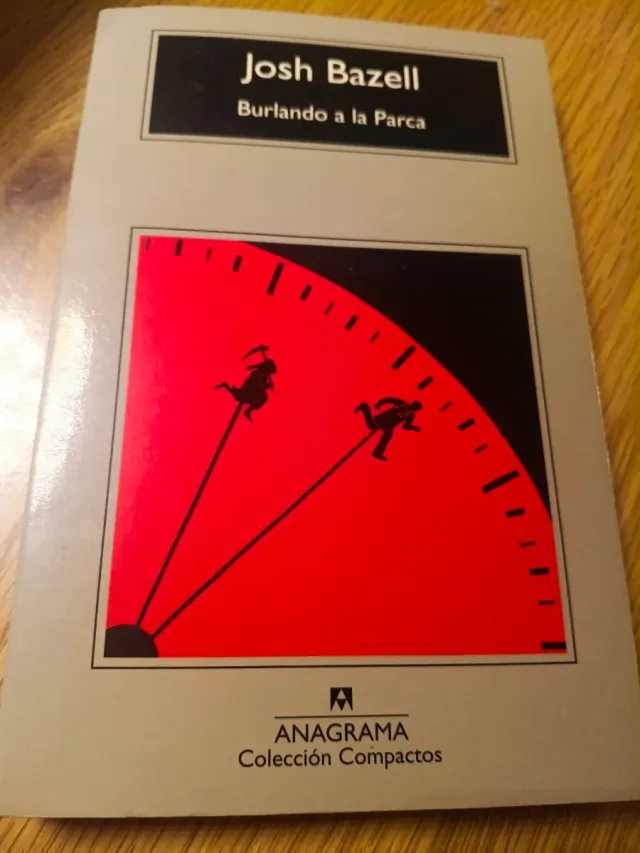 Josh Bazell
Burlando a la Parca
ANAGRAMA
Colección Compactos